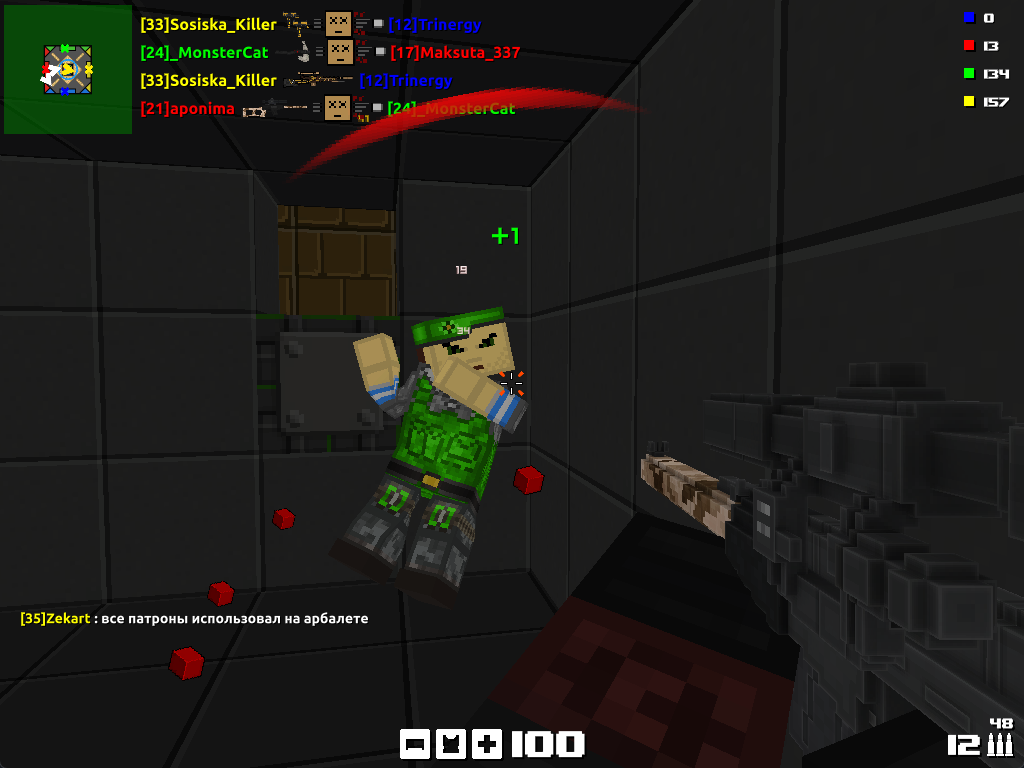 [33]Sosiska_Killer [12]Trinergy
[24]_MonsterCat [17]Maksuta_337
[33]Sosiska_Killer [12]Trinergy
[21]aponima [24]_MonsterCat
0
13
134
157
+1
19
34
[35]Zekart : все патроны использовал на арбалете
100
48
12